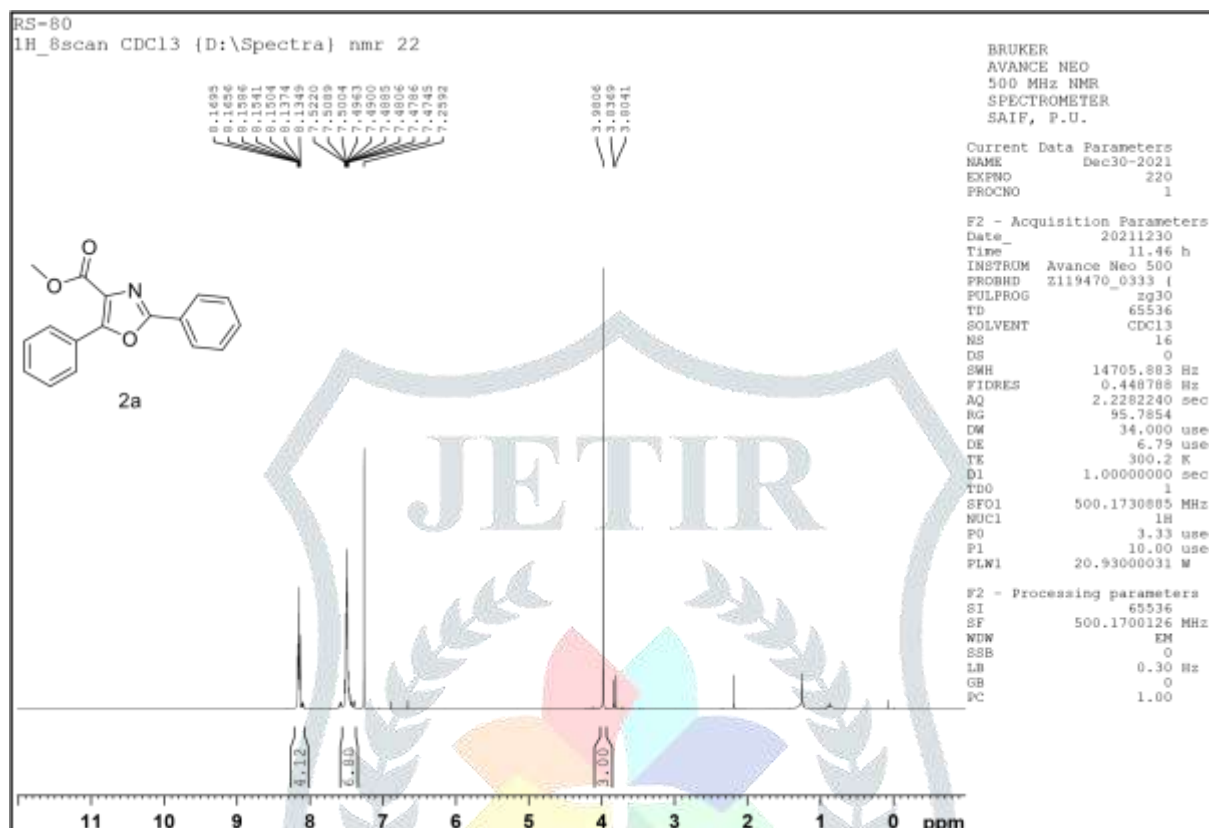 RS-80
1H_8scan CDCl3 {D:\Spectra} nmr 22
8.1695
8.1656
8.1586
8.1541
8.1504
8.1374
8.1349
7.5220
7.5089
7.5004
7.4963
7.4900
7.4885
7.4806
7.4786
7.4745
7.2592
3.9806
3.8369
3.8041
BRUKER
AVANCE NEO
500 MHz NMR
SPECTROMETER
SAIF, P.U.
Current Data Parameters
NAME Dec30-2021
EXPNO 220
PROCNO 1
F2 - Acquisition Parameters
Date_ 20211230
Time 11.46 h
INSTRUM Avance Neo 500
PROBHD Z119470_0333 (
PULPROG zg30
TD 65536
SOLVENT CDCl3
NS 16
DS 0
SWH 14705.883 Hz
FIDRES 0.448788 Hz
AQ 2.2282240 sec
RG 95.7854
DW 34.000 use
DE 6.79 use
TE 300.2 K
D1 1.00000000 sec
TD0 1
SFO1 500.1730885 MHz
NUC1 1H
P0 3.33 use
P1 10.00 use
PLW1 20.93000031 W
F2 - Processing parameters
SI 65536
SF 500.1700126 MHz
WDW EM
SSB 0
LB 0.30 Hz
GB 0
PC 1.00
O
O
N
O
2a
JETIR
4.12
6.80
3.00
11 10 9 8 7 6 5 4 3 2 1 0 ppm